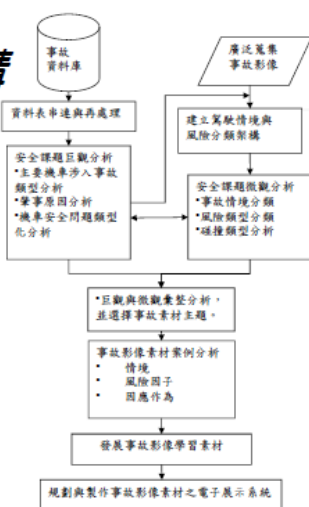 事故
資料庫
廣泛蒐集
事故影像
資料表串連與再處理
建立駕駛情境與
風險分類架構
安全課題巨觀分析
•主要機車涉入事故
類型分析
•肇事原因分析
•機車安全問題類型
化分析
安全課題微觀分析
•事故情境分類
•風險類型分類
•碰撞類型分析
•巨觀與微觀彙整分析，
並選擇事故素材主題。
事故影像素材案例分析
• 情境
• 風險因子
• 因應作為
發展事故影像學習素材
規劃與製作事故影像素材之電子展示系統